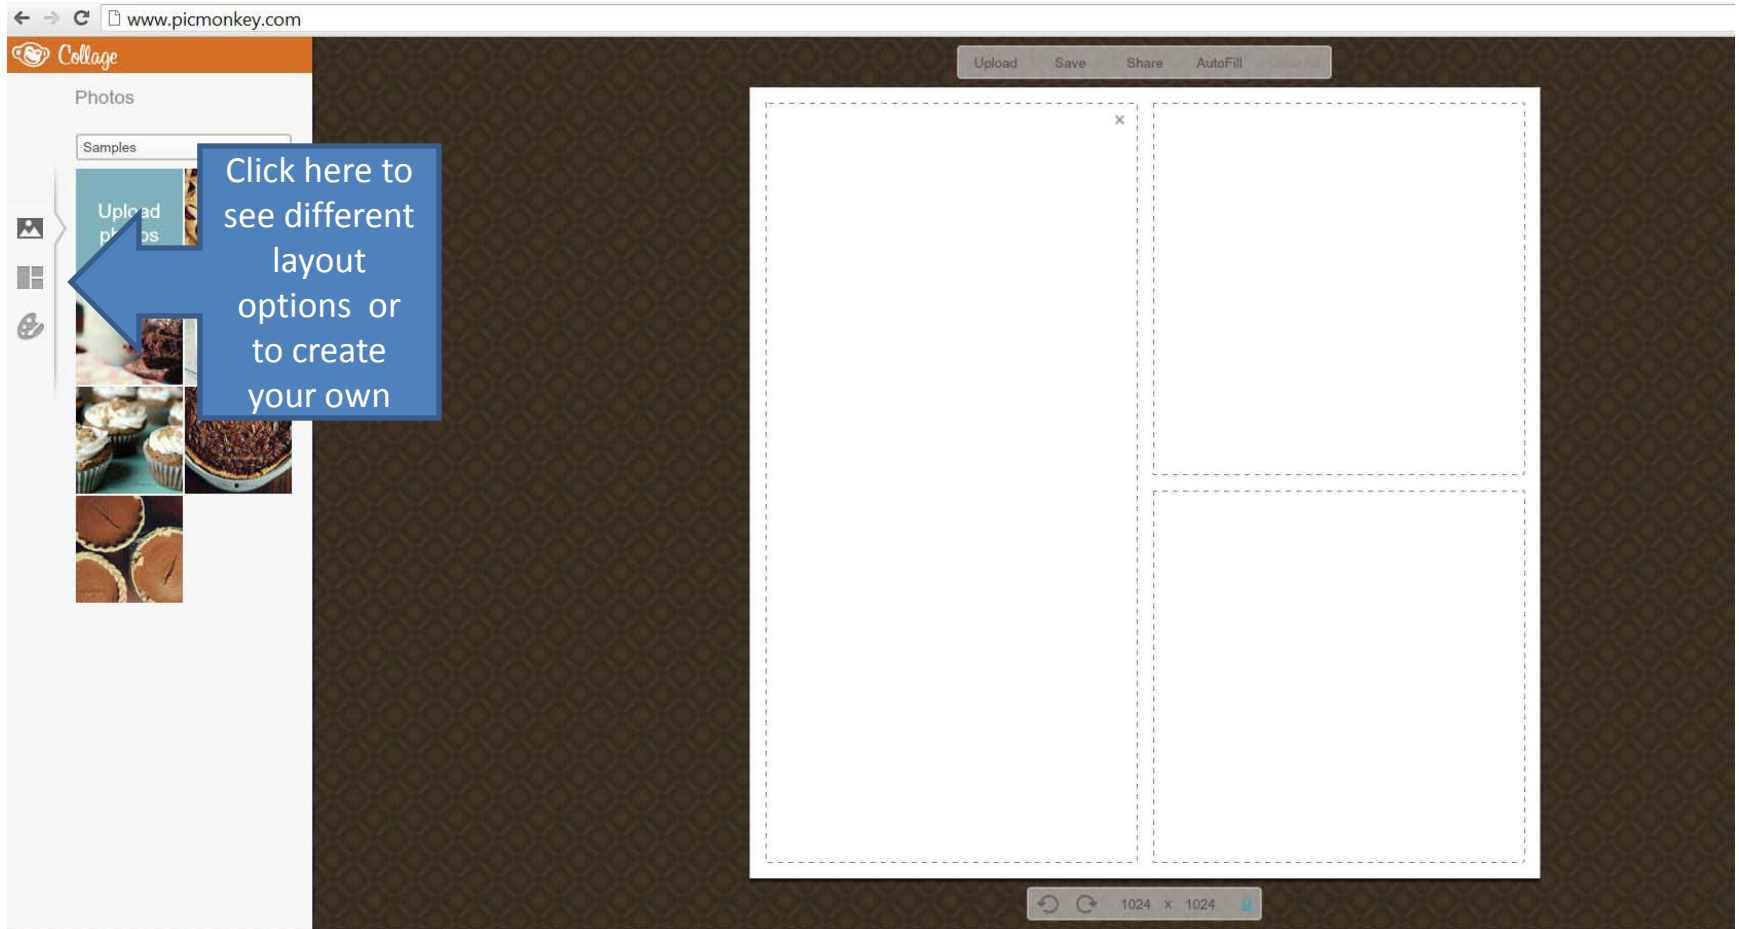 www.picmonkey.com
Collage
Upload Save Share AutoFill
Photos
Samples
Upload
photos
Click here to
see different
layout
options or
to create
your own
1024 x 1024